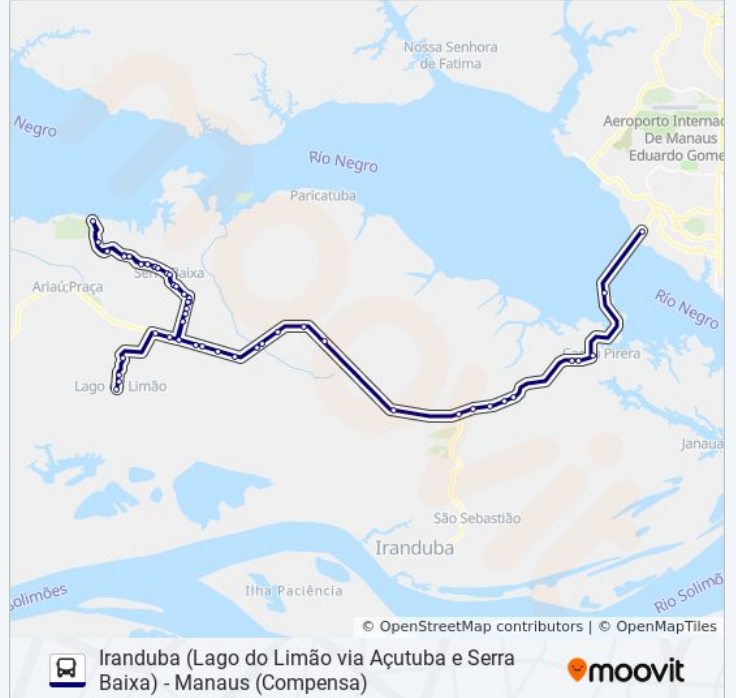 Nossa Senhora
de Fatima
Aeroporto Internac
De Manaus
Eduardo Gome
Negro
Río Negro
Paricatuba
Serra Baixa
Ariaú;Praça
Río Negro
Pirera
Lago
Limão
Janaua
São Sebastião
Iranduba
Ilha Paciência
Solimões
Rio Solimõ
© OpenStreetMap contributors | © OpenMapTiles
Iranduba (Lago do Limão via Açutuba e Serra
Baixa) - Manaus (Compensa)
moovit